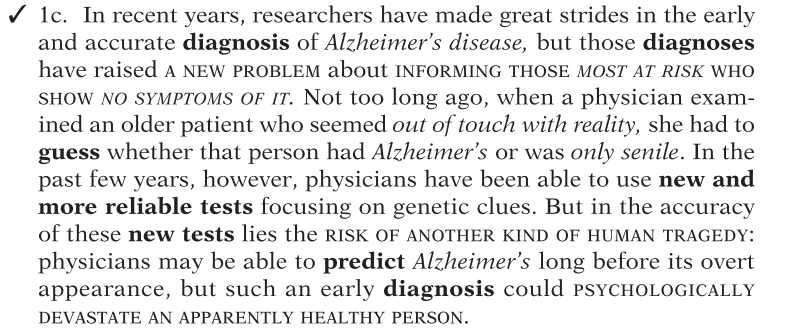 ✓ 1c. In recent years, researchers have made great strides in the early
and accurate diagnosis of Alzheimer's disease, but those diagnoses
have raised A NEW PROBLEM about INFORMING THOSE MOST AT RISK WHO
SHOW NO SYMPTOMS OF IT. Not too long ago, when a physician exam-
ined an older patient who seemed out of touch with reality, she had to
guess whether that person had Alzheimer's or was only senile. In the
past few years, however, physicians have been able to use new and
more reliable tests focusing on genetic clues. But in the accuracy
of these new tests lies the RISK OF ANOTHER KIND OF HUMAN TRAGEDY:
physicians may be able to predict Alzheimer's long before its overt
appearance, but such an early diagnosis could PSYCHOLOGICALLY
DEVASTATE AN APPARENTLY HEALTHY PERSON.